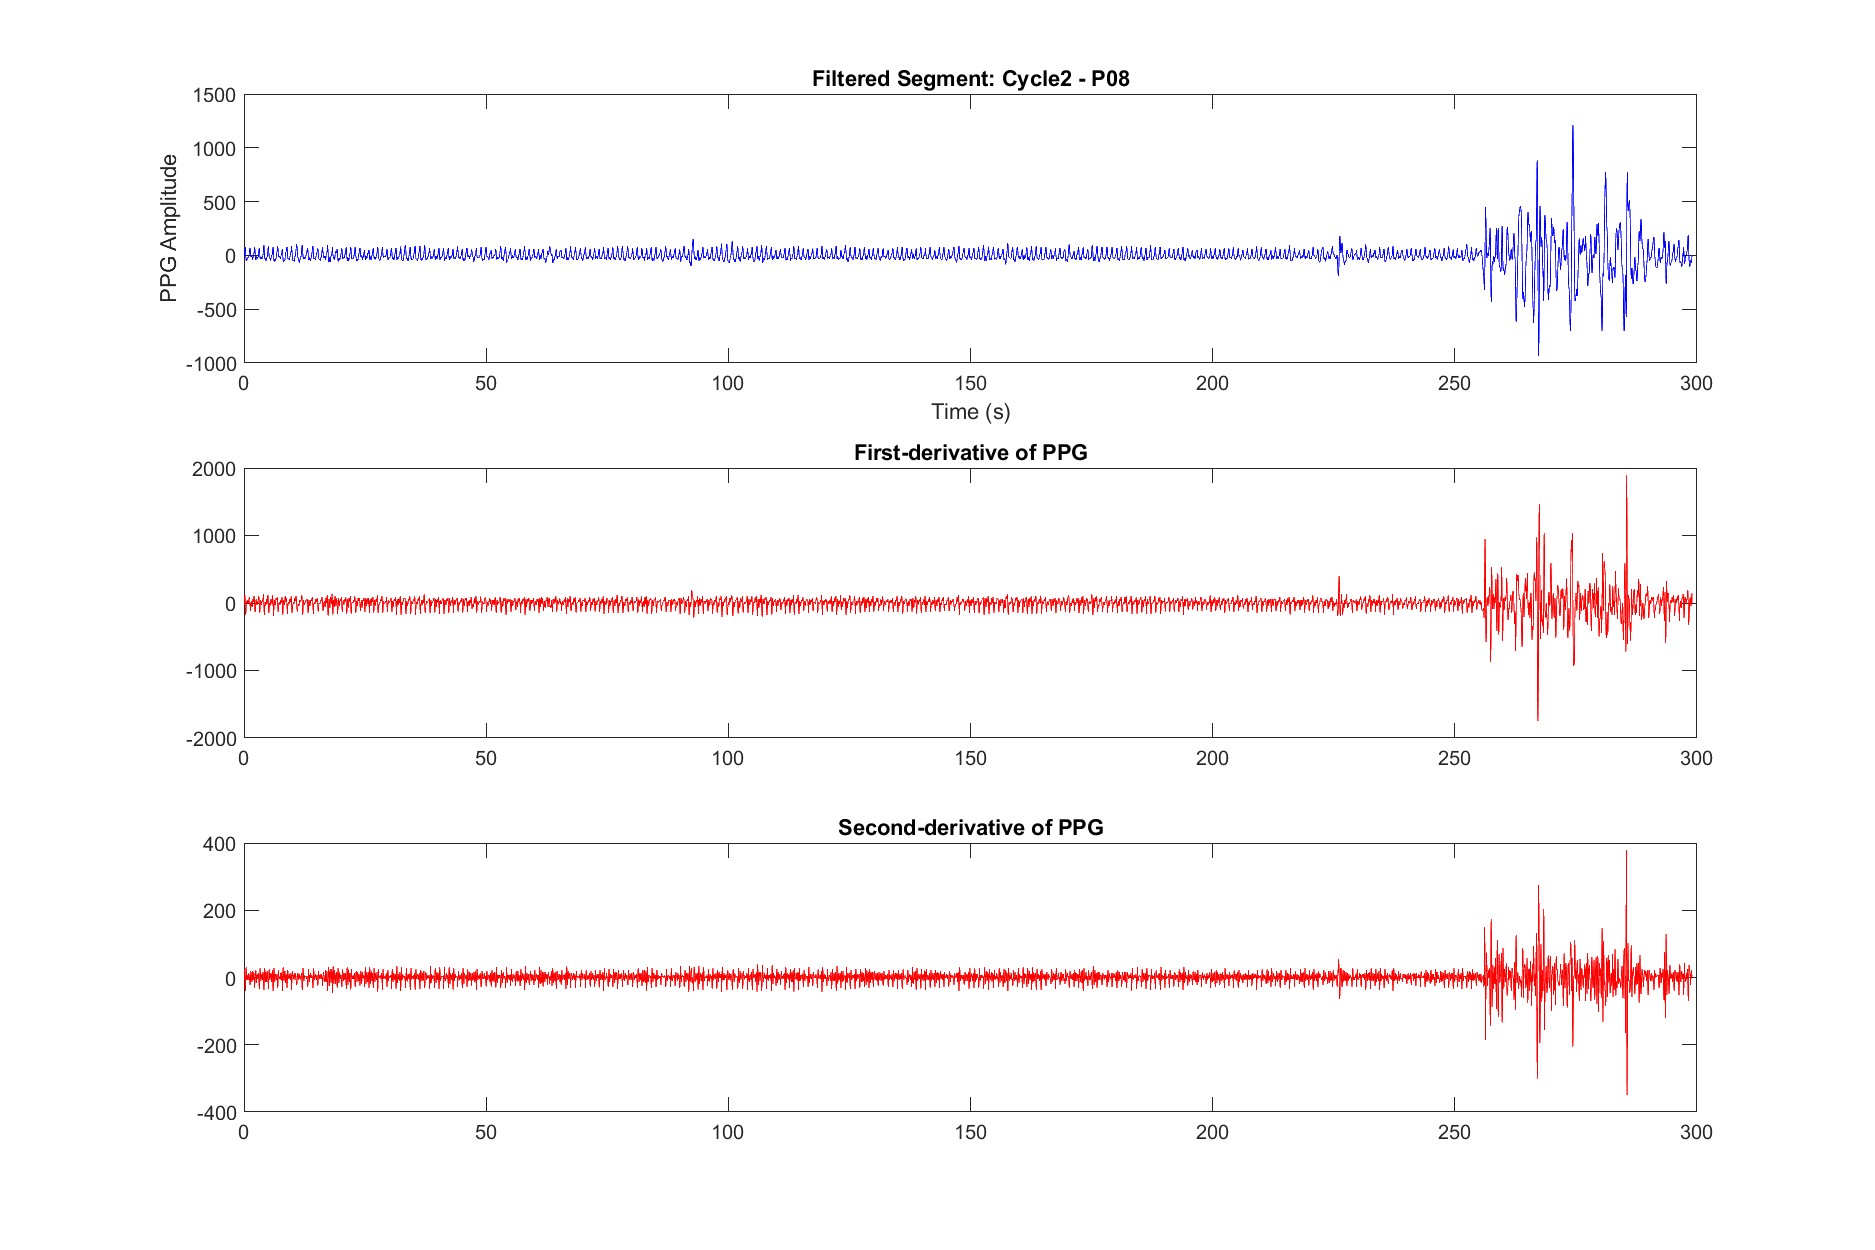 Filtered Segment: Cycle2 - P08
1500
1000
500
0
-500
-1000
PPG Amplitude
0 50 100 150 200 250 300
Time (s)
First-derivative of PPG
2000
1000
0
-1000
-2000
0 50 100 150 200 250 300
Second-derivative of PPG
400
200
0
-200
-400
0 50 100 150 200 250 300